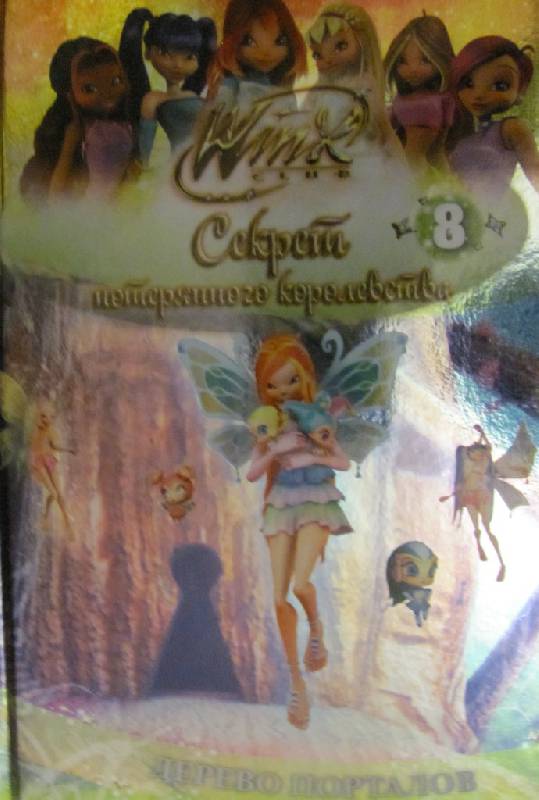 Winx
CLUB
Секрет
8
потерянного королевства
ДЕРЕВО ПОРТАЛОВ